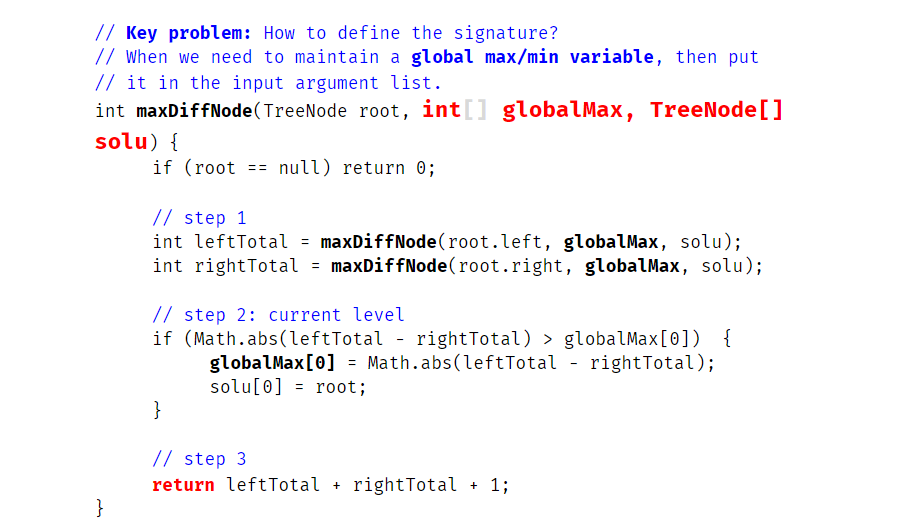 // Key problem: How to define the signature?
// When we need to maintain a global max/min variable, then put
// it in the input argument list.
int maxDiffNode(TreeNode root, int[] globalMax, TreeNode[]
solu) {
if (root == null) return 0;
// step 1
int leftTotal = maxDiffNode(root.left, globalMax, solu);
int rightTotal = maxDiffNode(root.right, globalMax, solu);
// step 2: current level
if (Math.abs(leftTotal - rightTotal) > globalMax[0]) {
globalMax[0] = Math.abs(leftTotal - rightTotal);
solu[0] = root;
}
// step 3
return leftTotal + rightTotal + 1;
}